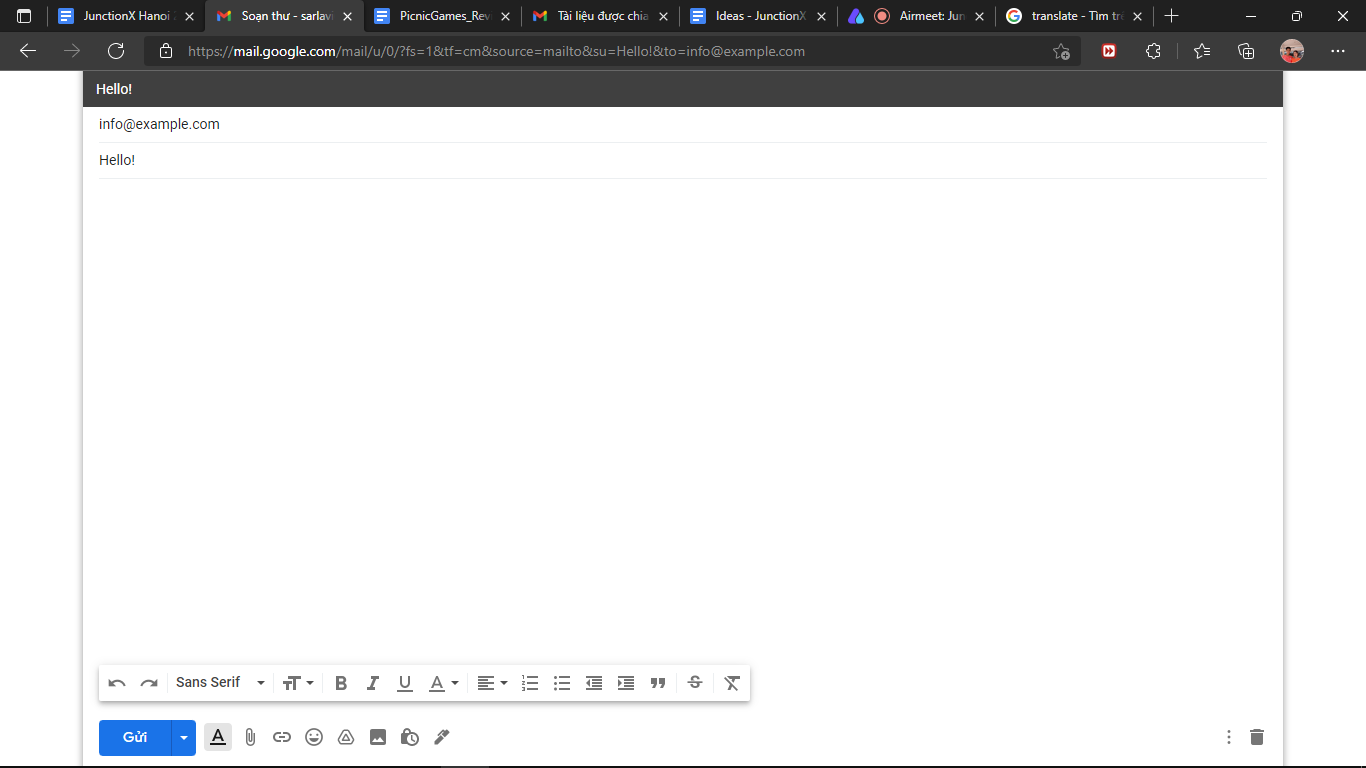 JunctionX Hanoi
Soạn thư - sarlavi
PicnicGames_Rev
Tài liệu được chia
Ideas - JunctionX
Airmeet: Jun
translate - Tìm tr
https://mail.google.com/mail/u/0/?fs=1&tf=cm&source=mailto&su=Hello!&to=info@example.com
Hello!
info@example.com
Hello!
Sans Serif
Gửi